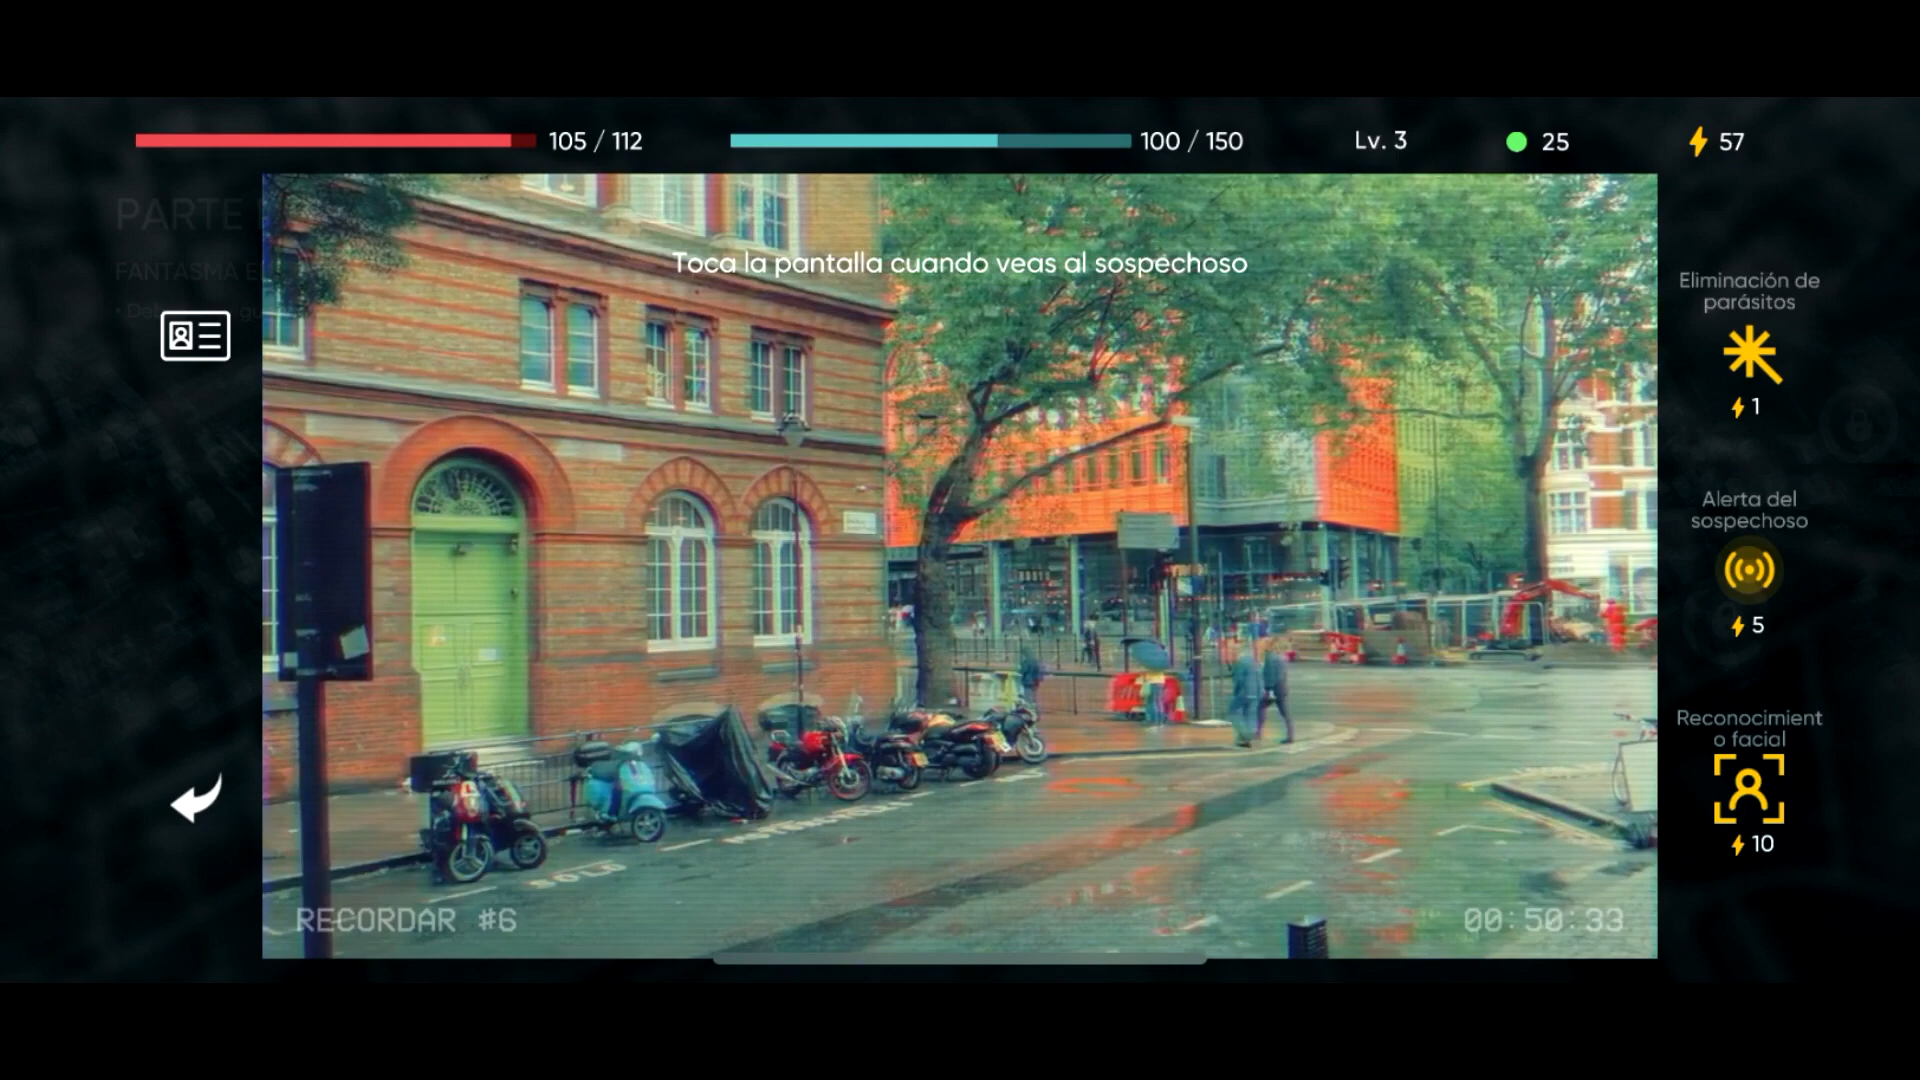 105 / 112
100 / 150
Lv. 3
25
57
PARTE
FANTASMA E
Toca la pantalla cuando veas al sospechoso
Eliminación de
parásitos
1
Alerta del
sospechoso
5
Reconocimient
o facial
10
SOLO
RECORDAR #6
00:50:33